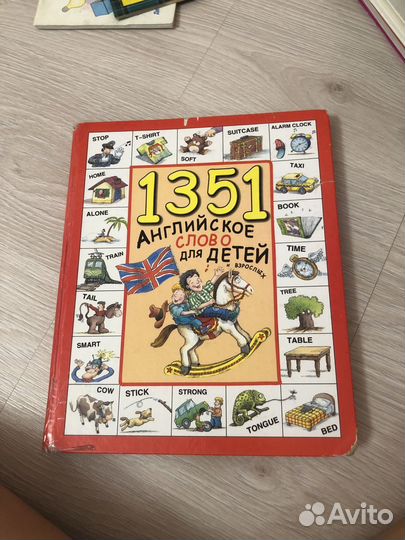 STOP
T-SHIRT
SOFT
SUITCASE
ALARM CLOCK
HOME
TAXI
ALONE
BOOK
TRAIN
TIME
TAIL
TREE
SMART
TABLE
COW
STICK
STRONG
TONGUE
BED
1351
АНГЛИЙСКОЕ
СЛОВО
для ДЕТЕЙ
и взрослых
Avito